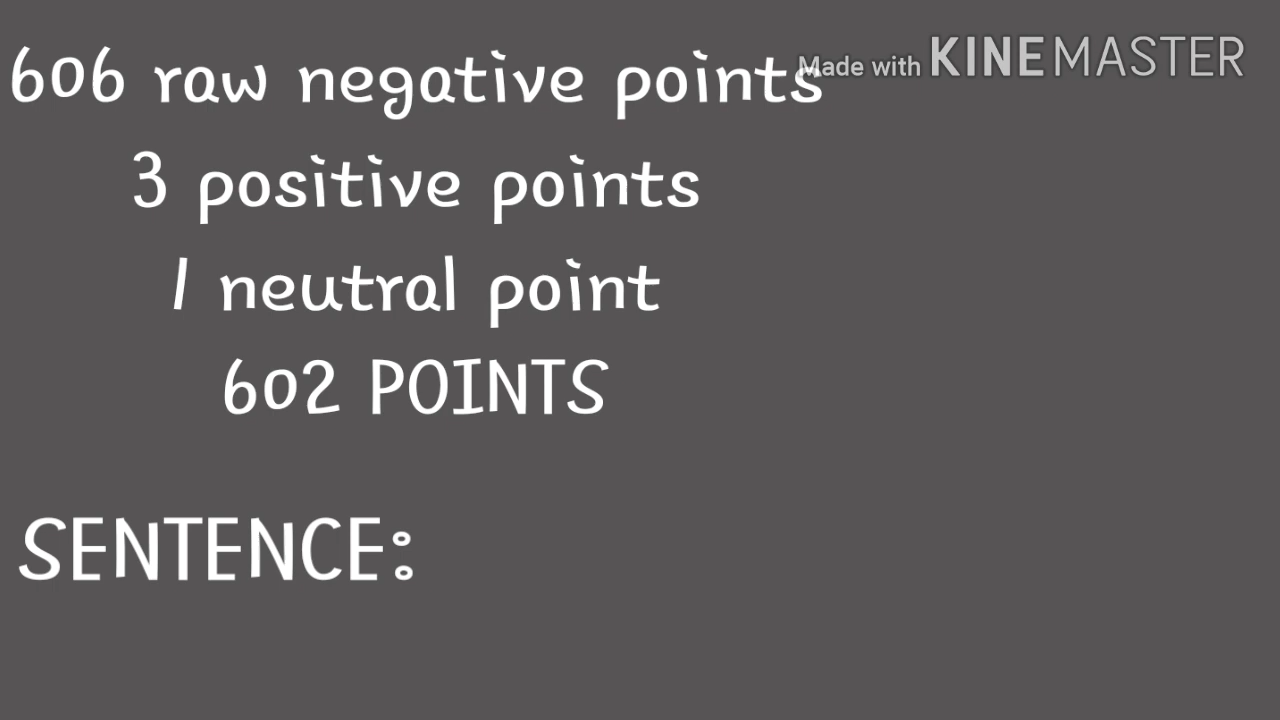 606 raw negative points
Made with KINEMASTER
3 positive points
1 neutral point
602 POINTS
SENTENCE: